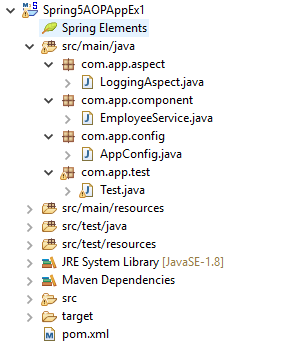 Spring5AOPAppEx1
Spring Elements
src/main/java
com.app.aspect
LoggingAspect.java
com.app.component
EmployeeService.java
com.app.config
AppConfig.java
com.app.test
Test.java
src/main/resources
src/test/java
src/test/resources
JRE System Library [JavaSE-1.8]
Maven Dependencies
src
target
pom.xml